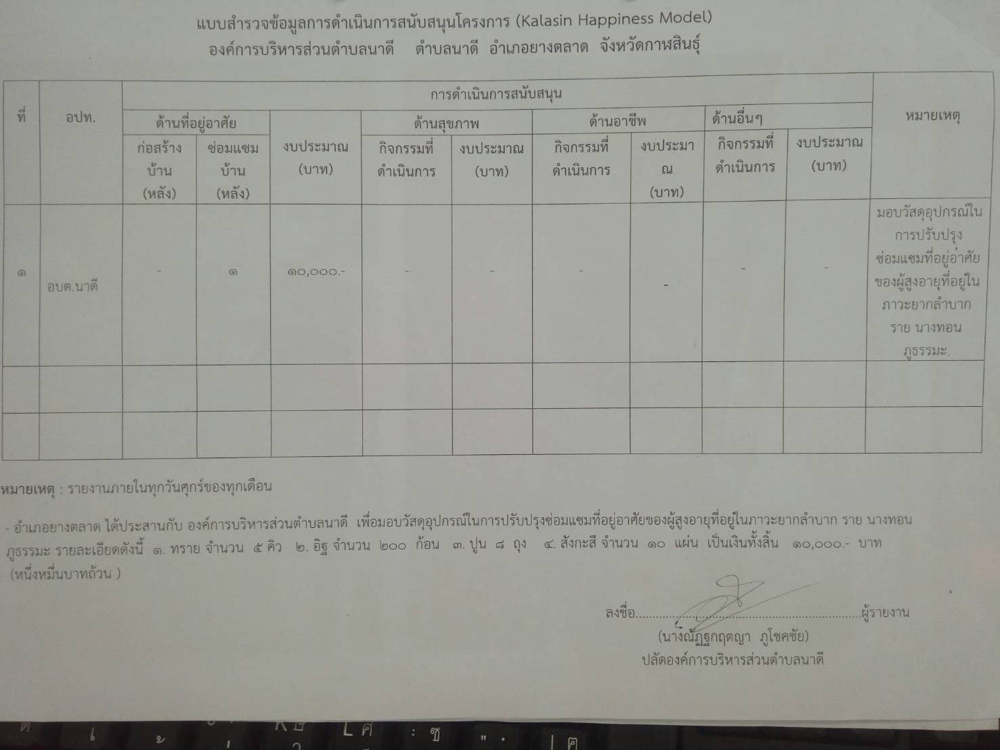 แบบสำรวจข้อมูลการดำเนินการสนับสนุนโครงการ (Kalasin Happiness Model)
องค์การบริหารส่วนตำบลนาดี ตำบลนาดี อำเภอยางตลาด จังหวัดกาฬสินธุ์
ที่ อปท. การดำเนินการสนับสนุน หมายเหตุ
ด้านที่อยู่อาศัย งบประมาณ (บาท) ด้านสุขภาพ ด้านอาชีพ ด้านอื่นๆ
ก่อสร้าง ซ่อมแซม กิจกรรมที่ งบประมาณ กิจกรรมที่ งบประมา กิจกรรมที่ งบประมาณ
บ้าน บ้าน ดำเนินการ (บาท) ดำเนินการ ณ ดำเนินการ (บาท)
(หลัง) (หลัง) (บาท)
๑ อบต.นาดี - ๑ ๑๐,๐๐๐.- - - - - - -
มอบวัสดุอุปกรณ์ใน
การปรับปรุง
ซ่อมแซมที่อยู่อาศัย
ของผู้สูงอายุที่อยู่ใน
ภาวะยากลำบาก
ราย นางทอน
ภูธรรมะ.
หมายเหตุ : รายงานภายในทุกวันศุกร์ของทุกเดือน
- อำเภอยางตลาด ได้ประสานกับ องค์การบริหารส่วนตำบลนาดี เพื่อมอบวัสดุอุปกรณ์ในการปรับปรุงซ่อมแซมที่อยู่อาศัยของผู้สูงอายุที่อยู่ในภาวะยากลำบาก ราย นางทอน
ภูธรรมะ รายละเอียดดังนี้ ๑. ทราย จำนวน ๕ คิว ๒. อิฐ จำนวน ๒๐๐ ก้อน ๓. ปูน ๘ ถุง ๔. สังกะสี จำนวน ๑๐ แผ่น เป็นเงินทั้งสิ้น ๑๐,๐๐๐.- บาท
(หนึ่งหมื่นบาทถ้วน )
ลงชื่อ..........ผู้รายงาน
(นางณัฏฐกฤตญา ภูโชคชัย)
ปลัดองค์การบริหารส่วนตำบลนาดี